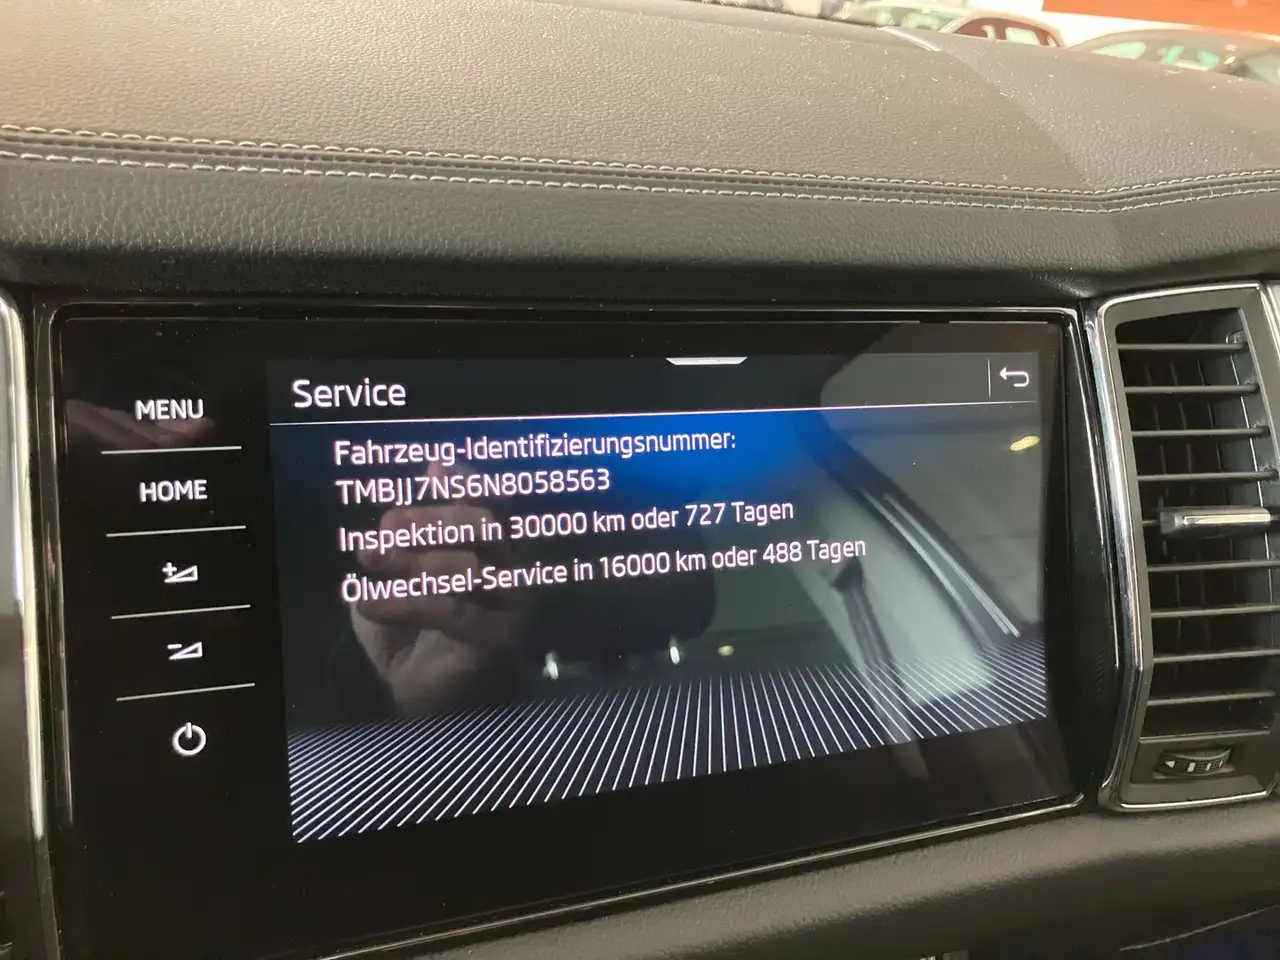 Service
MENU
HOME
Fahrzeug-Identifizierungsnummer:
TMBJJ7NS6N8058563
Inspektion in 30000 km oder 727 Tagen
Ölwechsel-Service in 16000 km oder 488 Tagen